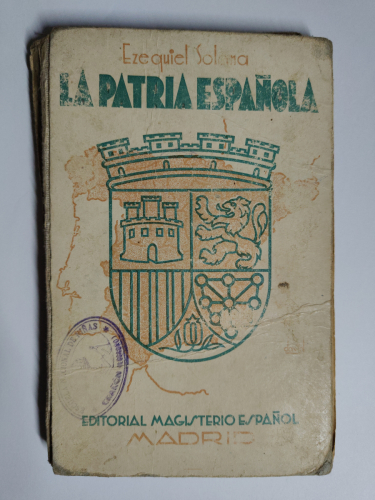 Ezequiel Solana
LA PATRIA ESPAÑOLA
EDITORIAL MAGISTERIO ESPAÑOL
MADRID